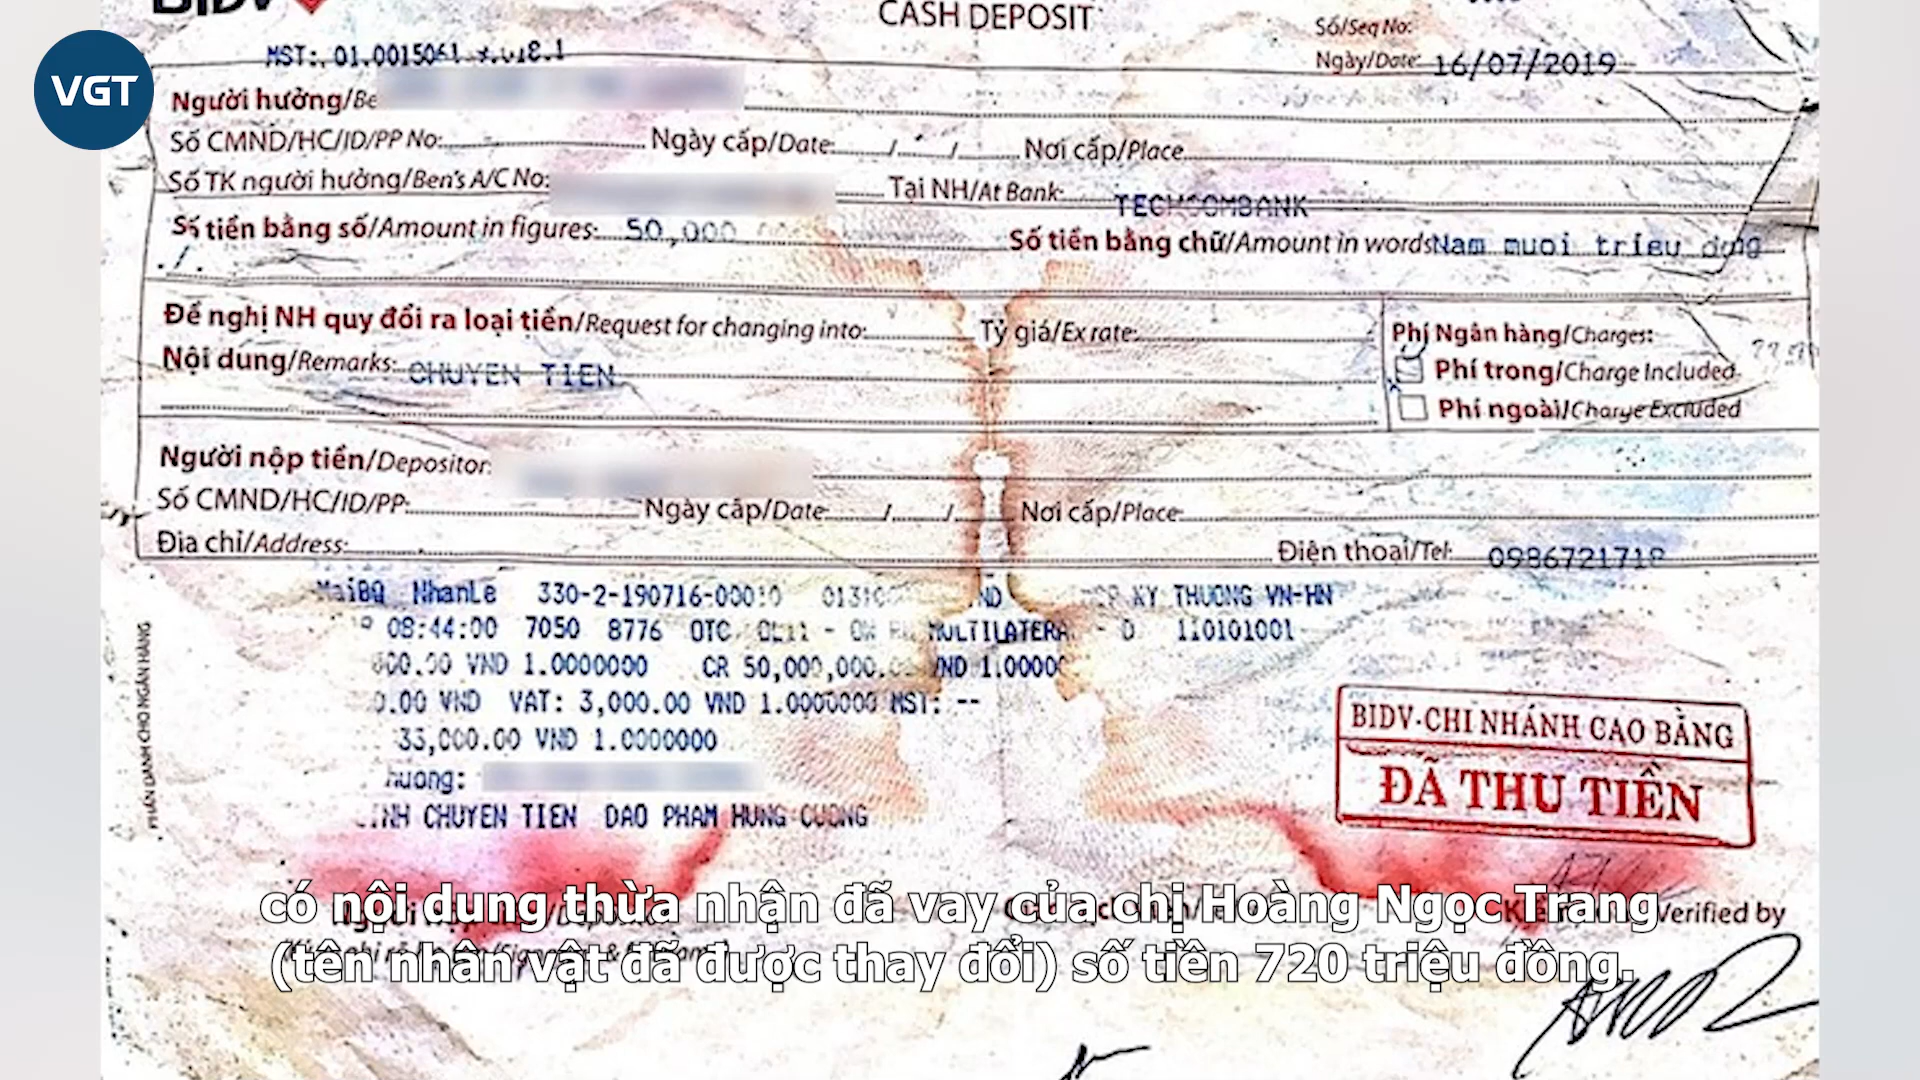 BIDV
CASH DEPOSIT
Số/Seq No:
VGT
MST:. 01.0015061
Ngày/Date: 16/07/2019
Người hưởng/Be
Số CMND/HC/ID/PP No: Ngày cấp/Date: / / Nơi cấp/Place
Số TK người hưởng/Ben's A/C No: Tại NH/At Bank: TECHCOMBANK
Số tiền bằng số/Amount in figures: 50,000 Số tiền bằng chữ/Amount in words Nam muoi trieu dong
Đề nghị NH quy đổi ra loại tiền/Request for changing into: Tỷ giá/Ex rate: Phí Ngân hàng/Charges:
Nội dung/Remarks: CHUYEN TIEN Phí trong/Charge Included
Phí ngoài/Charge Excluded
Người nộp tiền/Depositor:
Số CMND/HC/ID/PP: Ngày cấp/Date / / Nơi cấp/Place
Địa chỉ/Address: Điện thoại/Tel: 0986721718
MaiBQ NhanLe 330-2-190716-00010 ND KY THUONG VN-HN
08:44:00 7050 8776 OTC - MULTILATERA - D 110101001
000.00 VND 1.0000000 CR 50,000,000. VND 1.00000
0.00 VND VAT: 3,000.00 VND 1.0000000 MST: --
33,000.00 VND 1.0000000
huong:
CHUYEN TIEN DAO PHAM HUNG CUONG
BIDV-CHI NHÁNH CAO BẰNG
ĐÃ THU TIỀN
PHẦN DÀNH CHO NGÂN HÀNG
có nội dung thừa nhận đã vay của chị Hoàng Ngọc Trang
Verified by
(tên nhân vật đã được thay đổi) số tiền 720 triệu đồng.